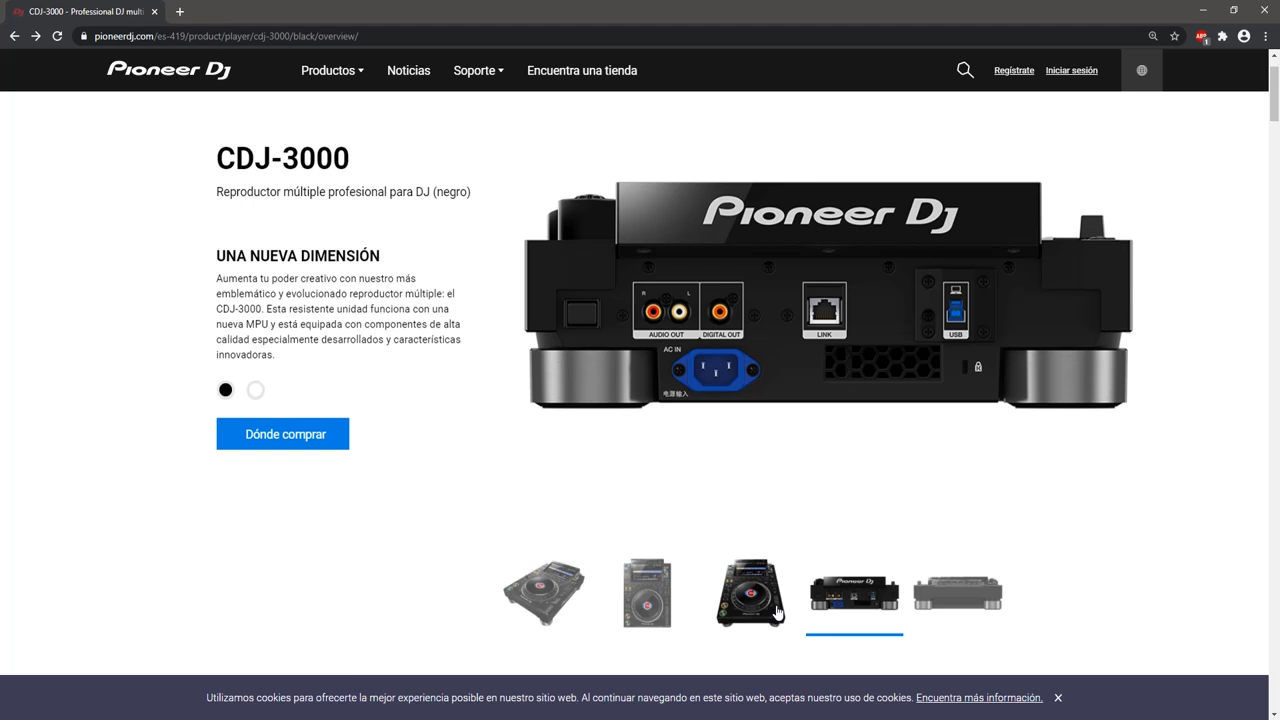 CDJ-3000 - Professional DJ multi
pioneerdj.com/es-419/product/player/cdj-3000/black/overview/
1
Pioneer Dj
Productos
Noticias
Soporte
Encuentra una tienda
Regístrate
Iniciar sesión
CDJ-3000
Reproductor múltiple profesional para DJ (negro)
UNA NUEVA DIMENSIÓN
Aumenta tu poder creativo con nuestro más
emblemático y evolucionado reproductor múltiple: el
CDJ-3000. Esta resistente unidad funciona con una
nueva MPU y está equipada con componentes de alta
calidad especialmente desarrollados y características
innovadoras.
Dónde comprar
Pioneer Dj
R
L
AUDIO OUT
DIGITAL OUT
LINK
USB
AC IN
电源输入
Pioneer Dj
Utilizamos cookies para ofrecerte la mejor experiencia posible en nuestro sitio web. Al continuar navegando en este sitio web, aceptas nuestro uso de cookies. Encuentra más información.